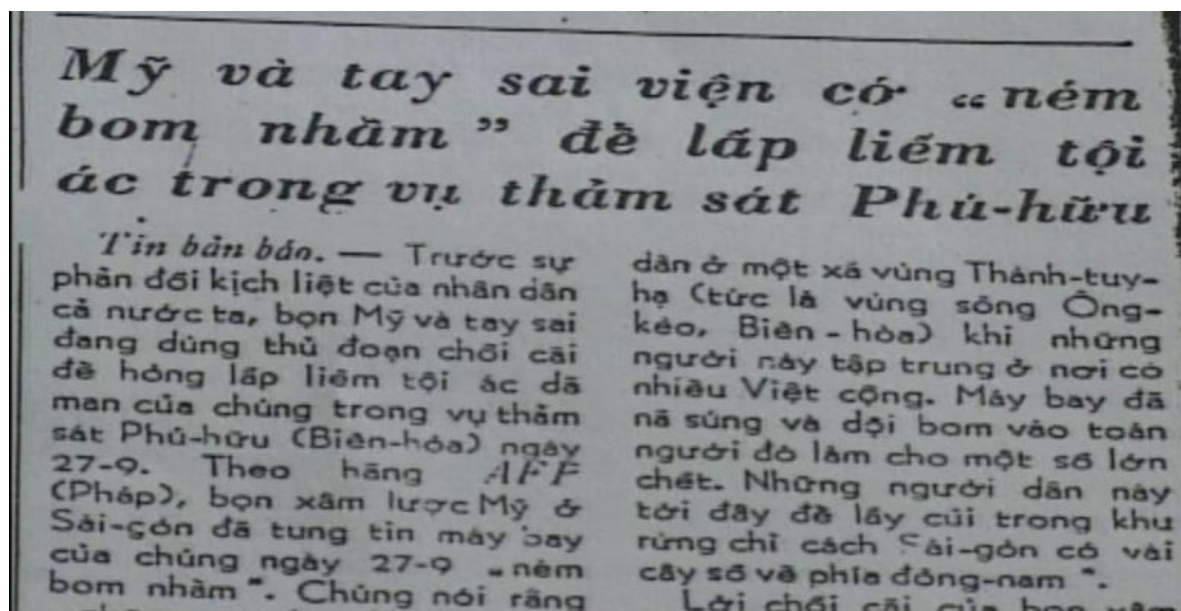 Mỹ và tay sai viện cớ “ ném
bom nhầm ” để lấp liếm tội
ác trong vụ thảm sát Phú-hữu
Tin bản báo. — Trước sự
phản đối kịch liệt của nhân dân
cả nước ta, bọn Mỹ và tay sai
đang dùng thủ đoạn chối cãi
để hòng lấp liếm tội ác dã
man của chúng trong vụ thảm
sát Phú-hữu (Biên-hòa) ngày
27-9. Theo hãng AFP
(Pháp), bọn xâm lược Mỹ ở
Sài-gòn đã tung tin máy bay
của chúng ngày 27-9 „ ném
bom nhầm ”. Chúng nói rằng
dân ở một xã vùng Thành-tuy-
hạ (tức là vùng sông Ông-
kèo, Biên - hòa) khi những
người này tập trung ở nơi có
nhiều Việt cộng. Máy bay đã
nã súng và dội bom vào toán
người đó làm cho một số lớn
chết. Những người dân này
tới đây để lấy củi trong khu
rừng chỉ cách Sài-gòn có vài
cây số về phía đông-nam ”.
Lời chối cãi của bọn